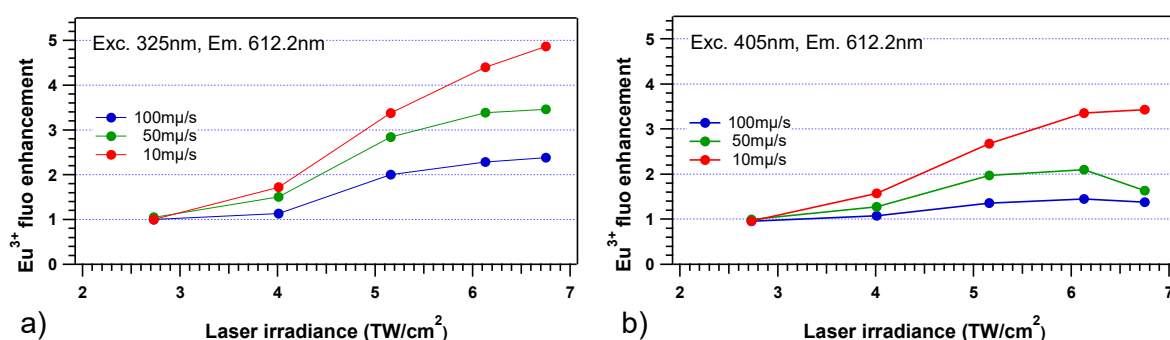 Exc. 325nm, Em. 612.2nm
100mμ/s
50mμ/s
10mμ/s
Eu³⁺ fluo enhancement
5
4
3
2
1
0
2 3 4 5 6 7
Laser irradiance (TW/cm²)
a)
Exc. 405nm, Em. 612.2nm
100mμ/s
50mμ/s
10mμ/s
Eu³⁺ fluo enhancement
5
4
3
2
1
0
2 3 4 5 6 7
Laser irradiance (TW/cm²)
b)